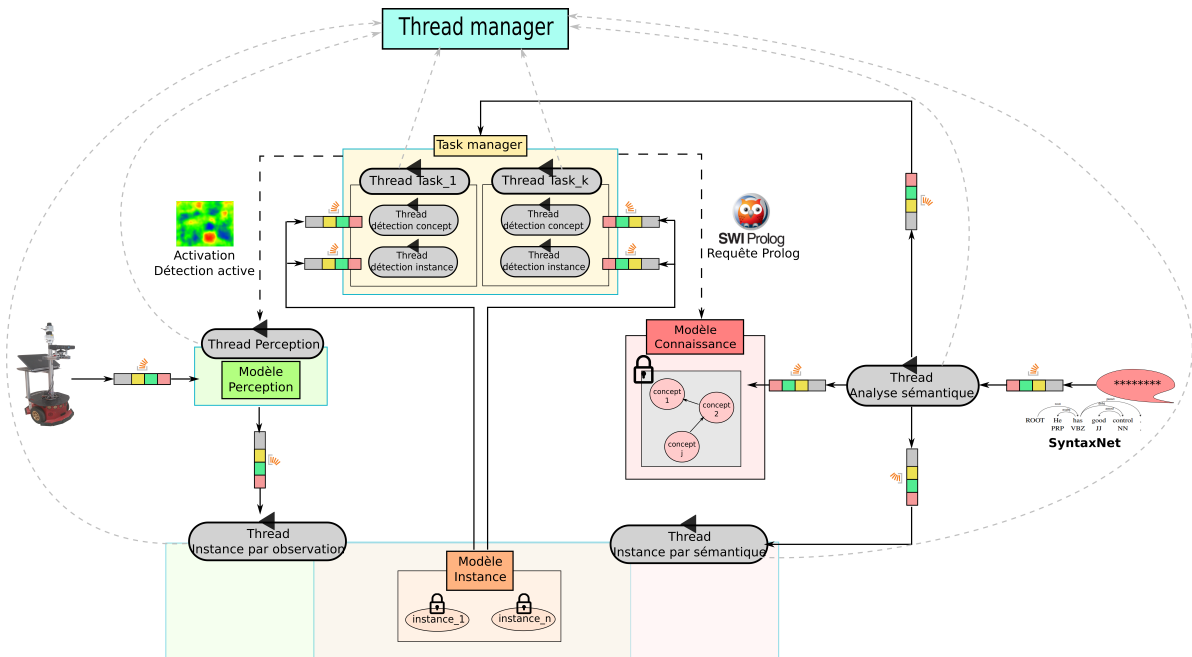 Thread manager
Task manager
Thread Task_1
Thread Task_k
Thread
détection concept
Thread
détection concept
Thread
détection instance
Thread
détection instance
Activation
Détection active
SWI Prolog
Requête Prolog
Thread Perception
Modèle
Perception
Modèle
Connaissance
concept
1
concept
2
concept
j
Thread
Analyse sémantique
********
ROOT He has good control .
PRP VBZ JJ NN
SyntaxNet
Thread
Instance par observation
Thread
Instance par sémantique
Modèle
Instance
instance_1
instance_n